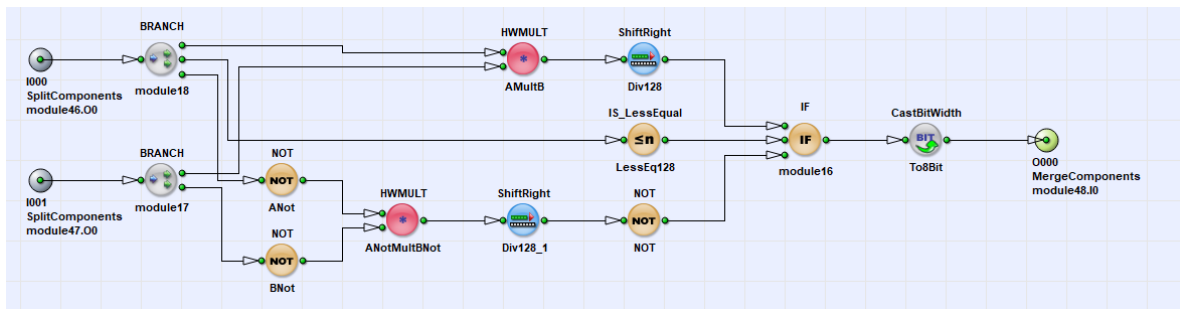 BRANCH
HWMULT
ShiftRight
*
I000
SplitComponents
module46.O0
module18
AMultB
Div128
IS_LessEqual
IF
CastBitWidth
≤n
IF
BIT
LessEq128
module16
To8Bit
O000
MergeComponents
module48.I0
BRANCH
NOT
NOT
I001
SplitComponents
module47.O0
module17
ANot
HWMULT
ShiftRight
NOT
*
NOT
ANotMultBNot
Div128_1
NOT
NOT
NOT
BNot